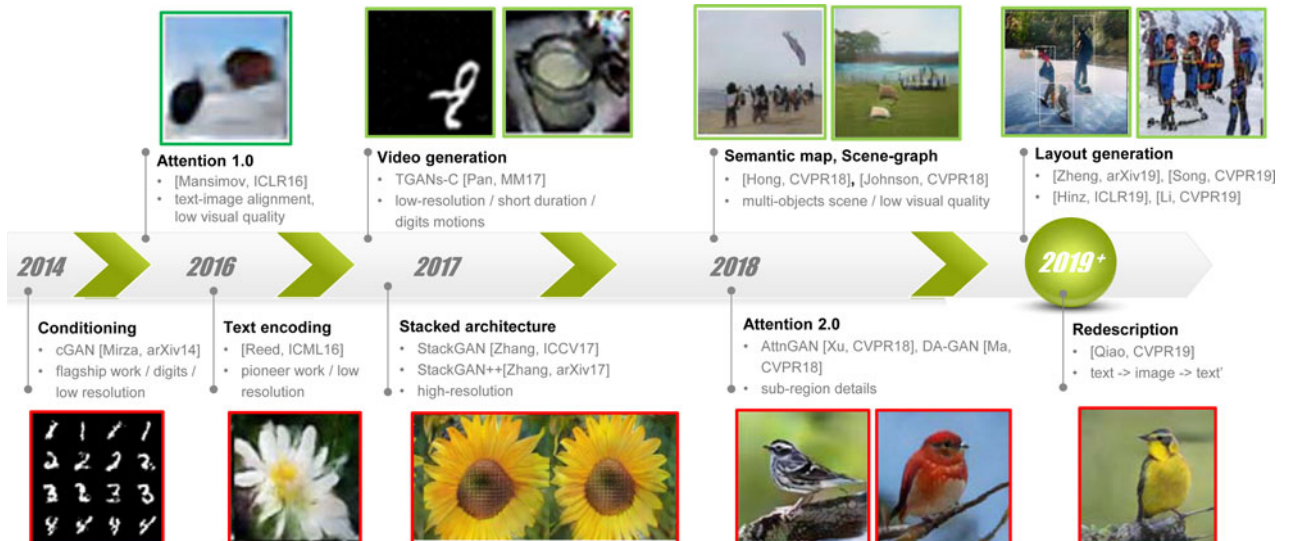 Attention 1.0
• [Mansimov, ICLR16]
• text-image alignment,
low visual quality
Video generation
• TGANs-C [Pan, MM17]
• low-resolution / short duration /
digits motions
Semantic map, Scene-graph
• [Hong, CVPR18], [Johnson, CVPR18]
• multi-objects scene / low visual quality
Layout generation
• [Zheng, arXiv19], [Song, CVPR19]
• [Hinz, ICLR19], [Li, CVPR19]
2014
2016
2017
2018
2019+
Conditioning
• cGAN [Mirza, arXiv14]
• flagship work / digits /
low resolution
Text encoding
• [Reed, ICML16]
• pioneer work / low
resolution
Stacked architecture
• StackGAN [Zhang, ICCV17]
• StackGAN++[Zhang, arXiv17]
• high-resolution
Attention 2.0
• AttnGAN [Xu, CVPR18], DA-GAN [Ma,
CVPR18]
• sub-region details
Redescription
• [Qiao, CVPR19]
• text -> image -> text'